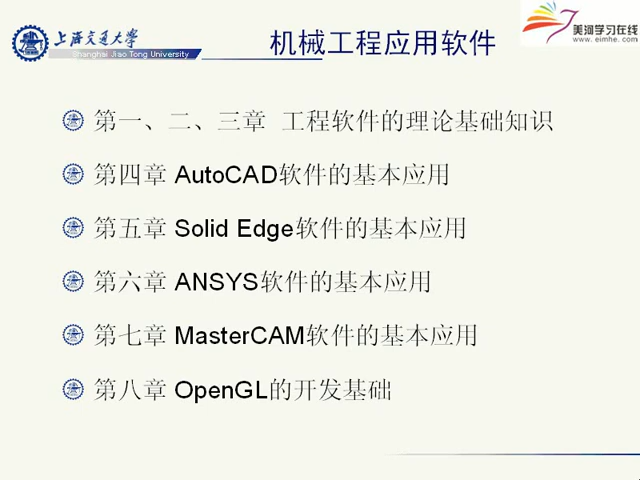 上海交通大学
Shanghai Jiao Tong University
机械工程应用软件
美河学习在线
www.eimhe.com
第一、二、三章 工程软件的理论基础知识
第四章 AutoCAD软件的基本应用
第五章 Solid Edge软件的基本应用
第六章 ANSYS软件的基本应用
第七章 MasterCAM软件的基本应用
第八章 OpenGL的开发基础